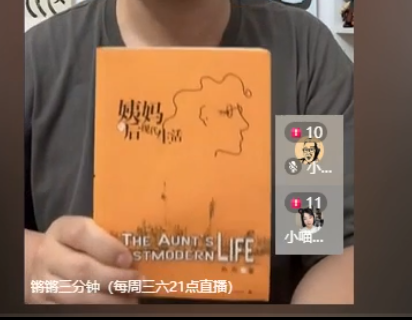 姨妈
的后现代生活
10
小...
11
小喵...
THE AUNT'S
STMODERN LIFE
锵锵三分钟（每周三六21点直播）